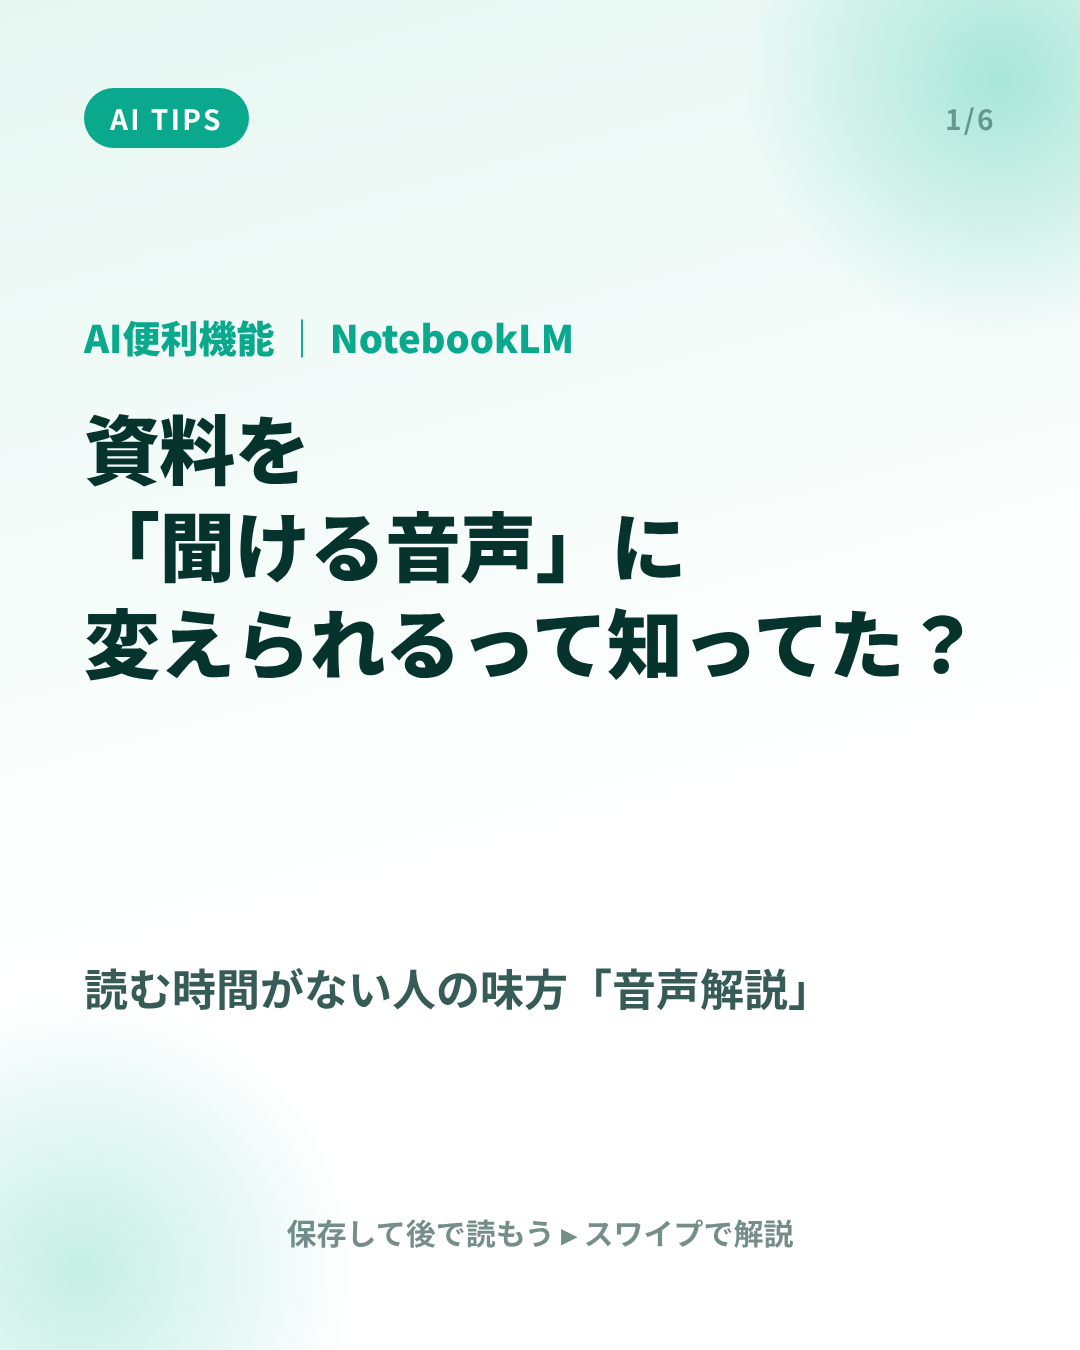 AI TIPS
1/6
AI便利機能 ｜ NotebookLM
資料を
「聞ける音声」に
変えられるって知ってた？
読む時間がない人の味方「音声解説」
保存して後で読もう ▸ スワイプで解説